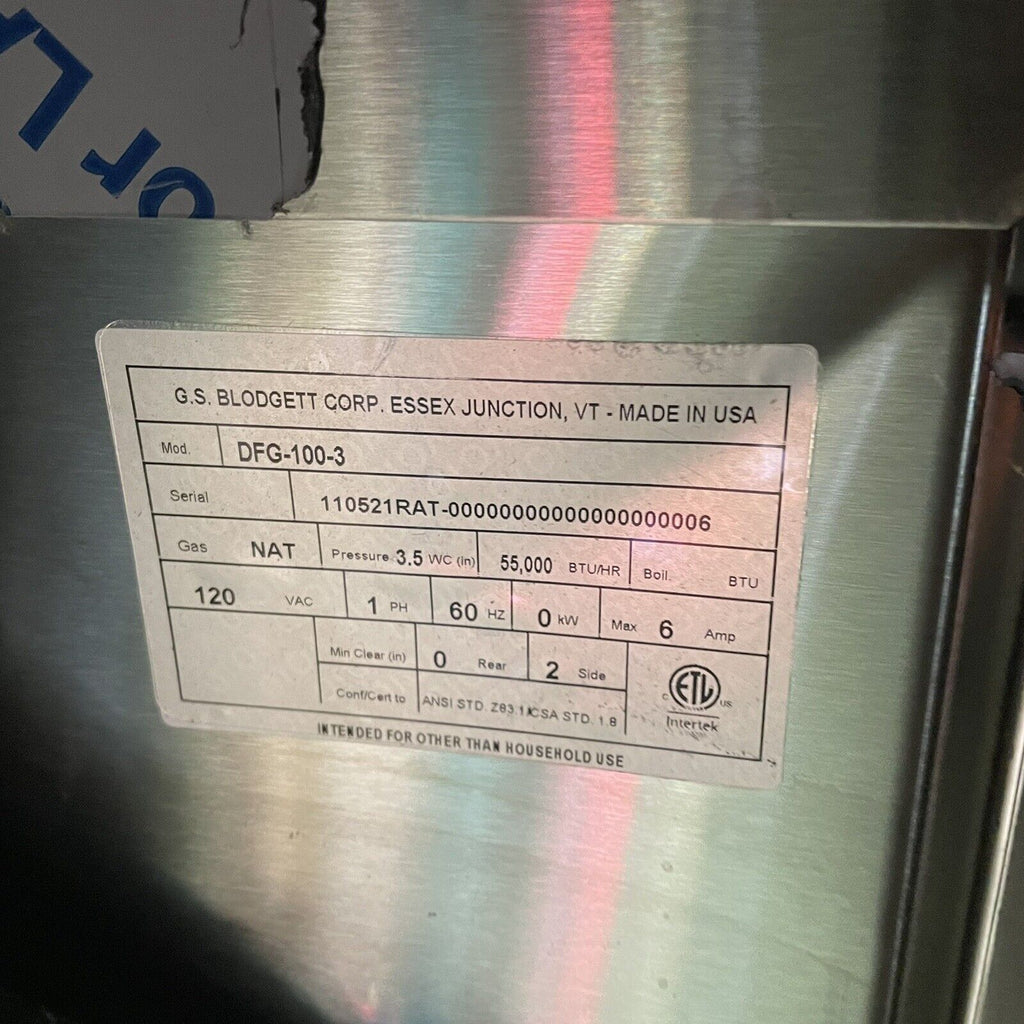 G.S. BLODGETT CORP. ESSEX JUNCTION, VT - MADE IN USA
Mod. DFG-100-3
Serial 110521RAT-00000000000000000006
Gas NAT Pressure 3.5 WC (in) 55,000 BTU/HR Boil. BTU
120 VAC 1 PH 60 HZ 0 kW Max 6 Amp
Min Clear (in) 0 Rear 2 Side
Conf/Cert to ANSI STD. Z83.1/CSA STD. 1.8
C ETL US
Intertek
INTENDED FOR OTHER THAN HOUSEHOLD USE